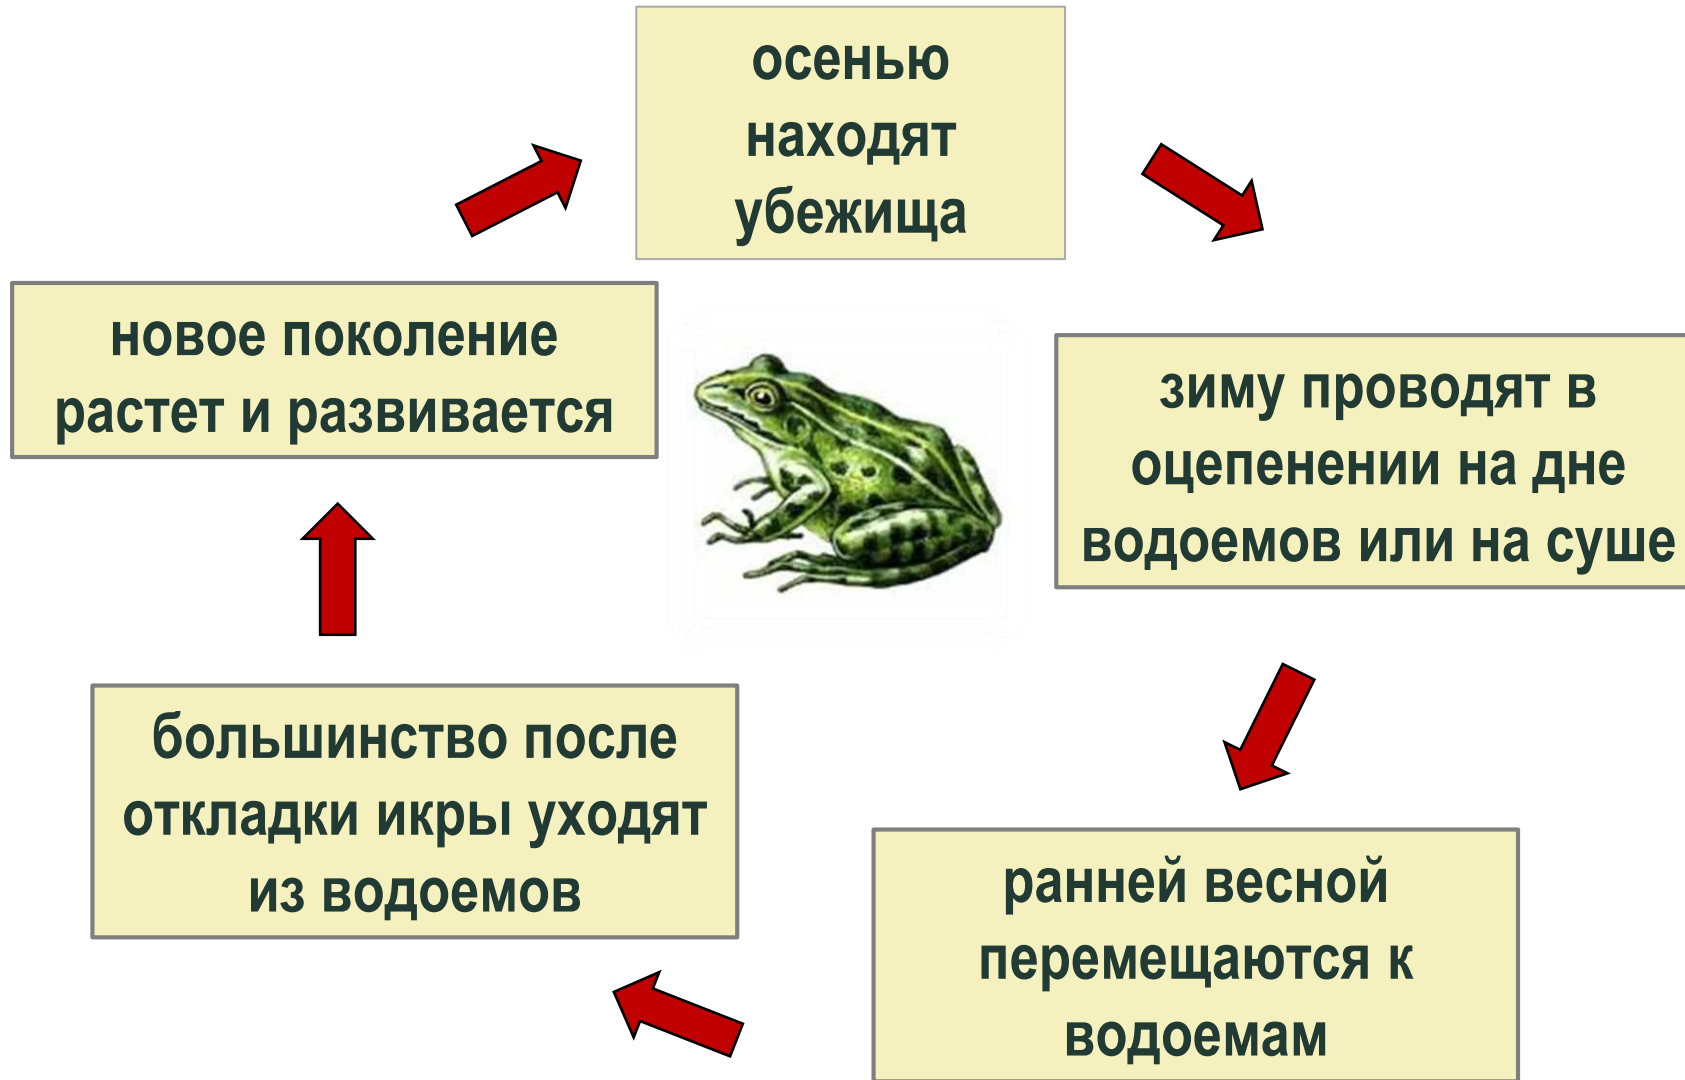 осенью
находят
убежища
зиму проводят в
оцепенении на дне
водоемов или на суше
ранней весной
перемещаются к
водоемам
большинство после
откладки икры уходят
из водоемов
новое поколение
растет и развивается